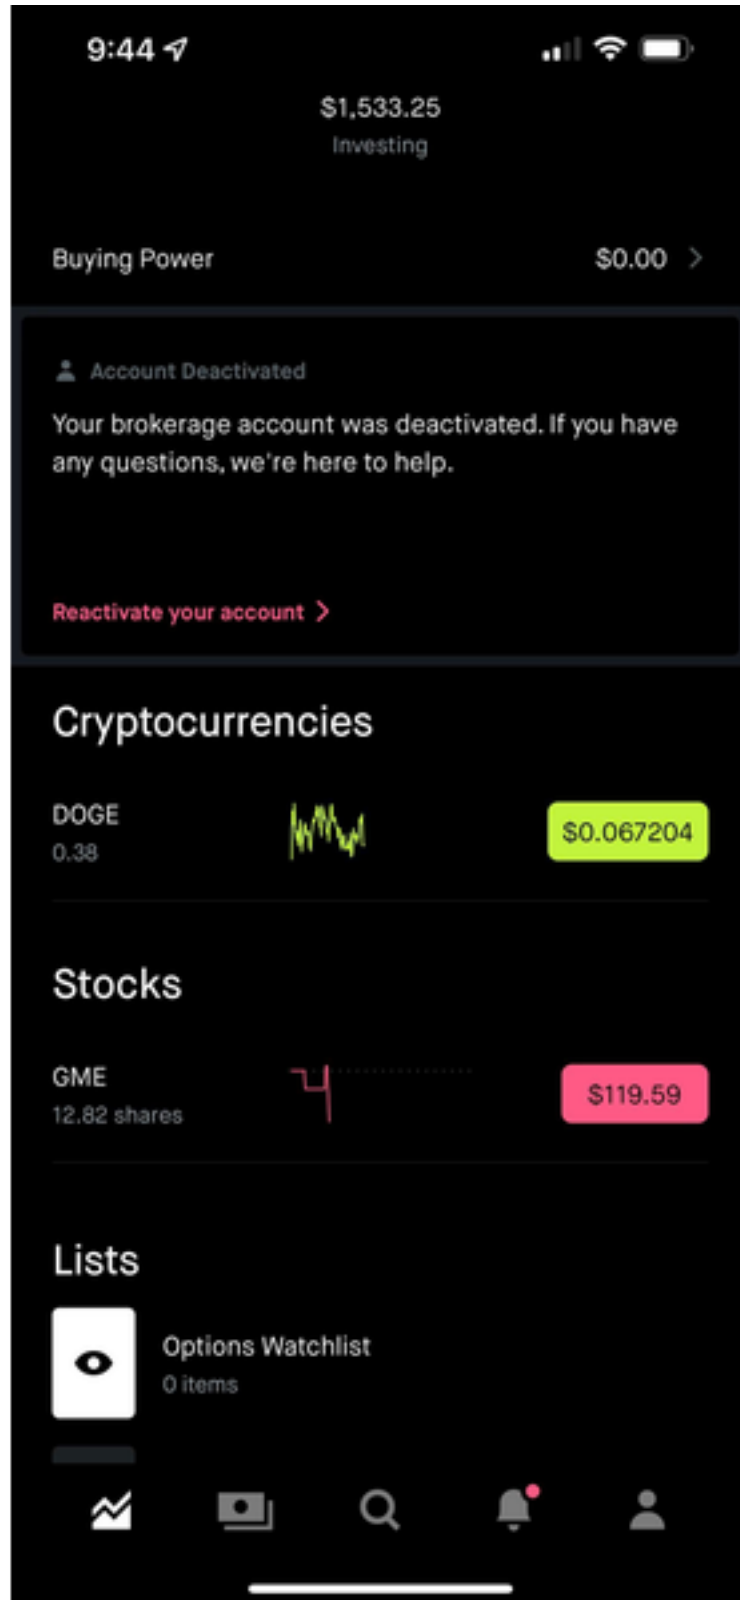 9:44
$1,533.25
Investing
Buying Power $0.00
Account Deactivated
Your brokerage account was deactivated. If you have
any questions, we're here to help.
Reactivate your account
Cryptocurrencies
DOGE
0.38
$0.067204
Stocks
GME
12.82 shares
$119.59
Lists
Options Watchlist
0 items